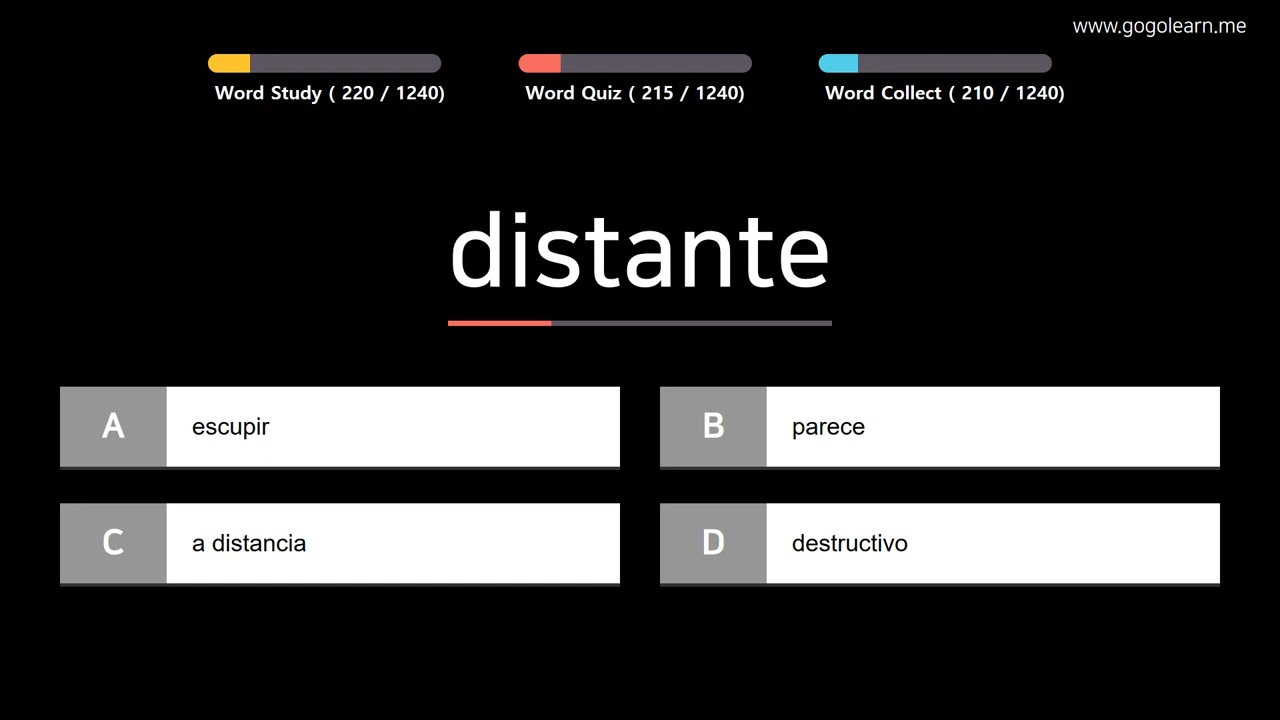 www.gogolearn.me
Word Study ( 220 / 1240)
Word Quiz ( 215 / 1240)
Word Collect ( 210 / 1240)
distante
A escupir
B parece
C a distancia
D destructivo